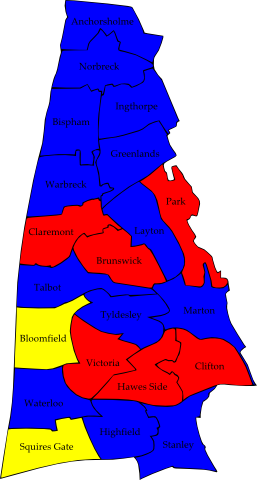 Anchorsholme
Norbreck
Ingthorpe
Bispham
Greenlands
Warbreck
Park
Claremont
Layton
Brunswick
Talbot
Tyldesley
Marton
Bloomfield
Victoria
Clifton
Hawes Side
Waterloo
Highfield
Squires Gate
Stanley